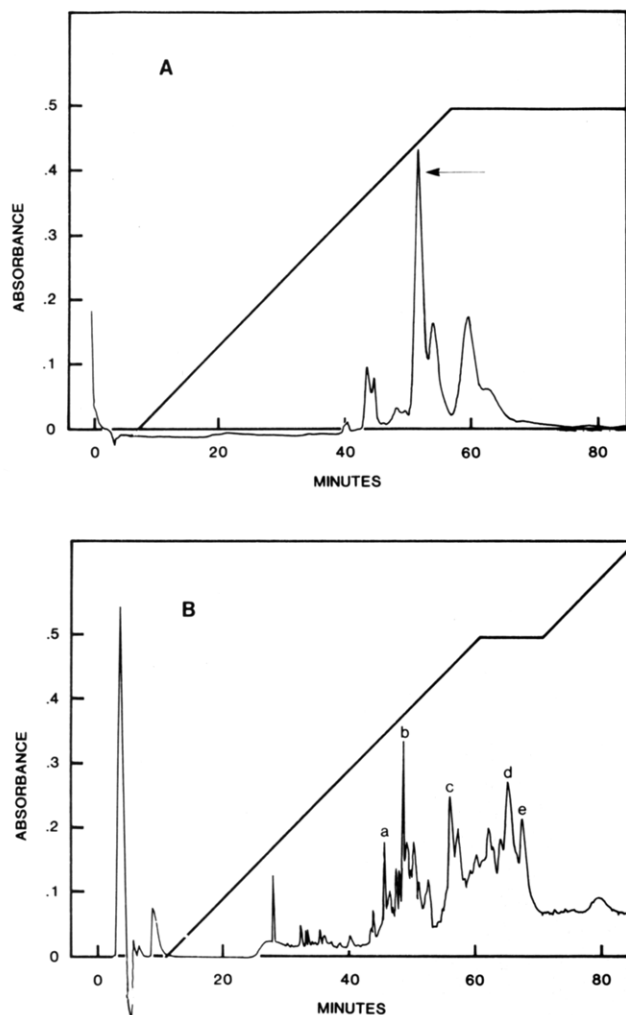 A
.5
.4
.3
.2
.1
0
ABSORBANCE
0 20 40 60 80
MINUTES
B
.5
.4
.3
.2
.1
0
ABSORBANCE
a
b
c
d
e
0 20 40 60 80
MINUTES